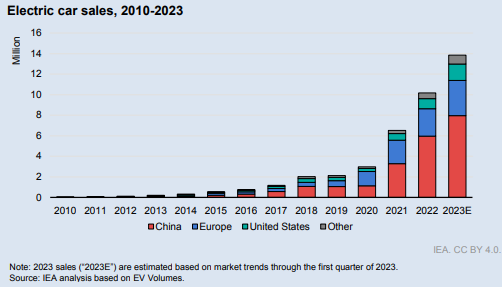 Electric car sales, 2010-2023
Million
16
14
12
10
8
6
4
2
0
2010 2011 2012 2013 2014 2015 2016 2017 2018 2019 2020 2021 2022 2023E
China Europe United States Other
IEA. CC BY 4.0.
Note: 2023 sales ("2023E") are estimated based on market trends through the first quarter of 2023.
Source: IEA analysis based on EV Volumes.